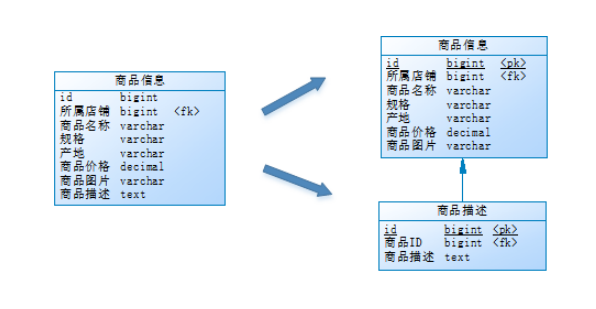 商品信息
id bigint
所属店铺 bigint <fk>
商品名称 varchar
规格 varchar
产地 varchar
商品价格 decimal
商品图片 varchar
商品描述 text
商品信息
id bigint <pk>
所属店铺 bigint <fk>
商品名称 varchar
规格 varchar
产地 varchar
商品价格 decimal
商品图片 varchar
商品描述
id bigint <pk>
商品ID bigint <fk>
商品描述 text